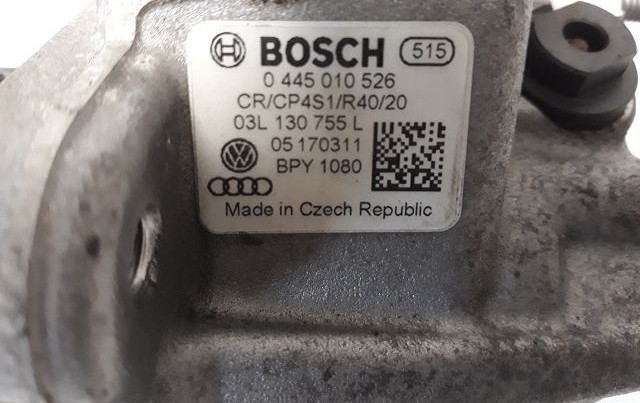 BOSCH 515
0 445 010 526
CR/CP4S1/R40/20
03L 130 755 L
05 170311
BPY 1080
Made in Czech Republic